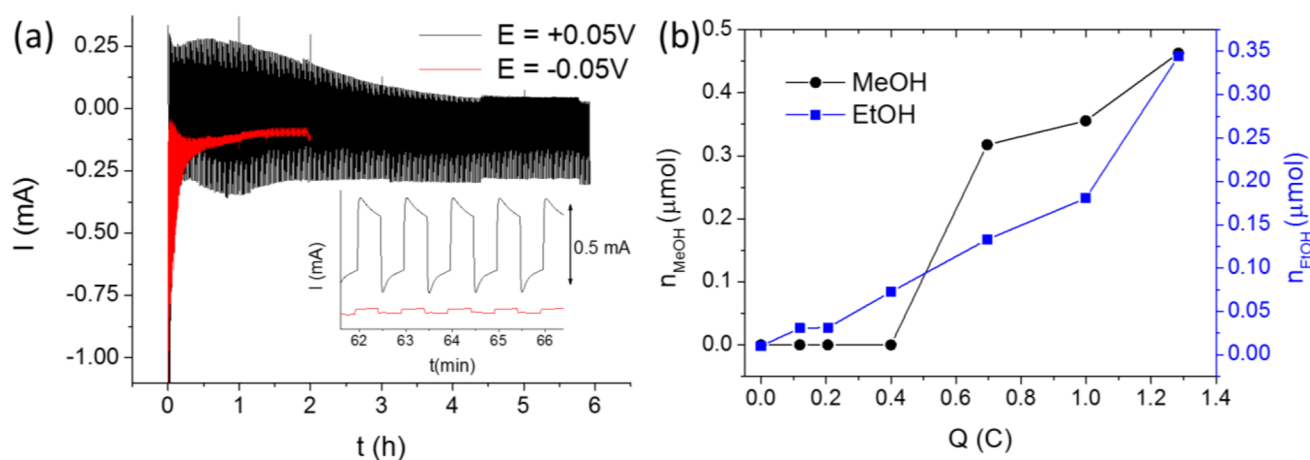 (a)
E = +0.05V
E = -0.05V
0.25
0.00
-0.25
-0.50
-0.75
-1.00
I (mA)
0.5 mA
I (mA)
62 63 64 65 66
t(min)
0 1 2 3 4 5 6
t (h)
(b)
MeOH
EtOH
0.5
0.4
0.3
0.2
0.1
0.0
n_MeOH (μmol)
0.35
0.30
0.25
0.20
0.15
0.10
0.05
0.00
n_EtOH (μmol)
0.0 0.2 0.4 0.6 0.8 1.0 1.2 1.4
Q (C)